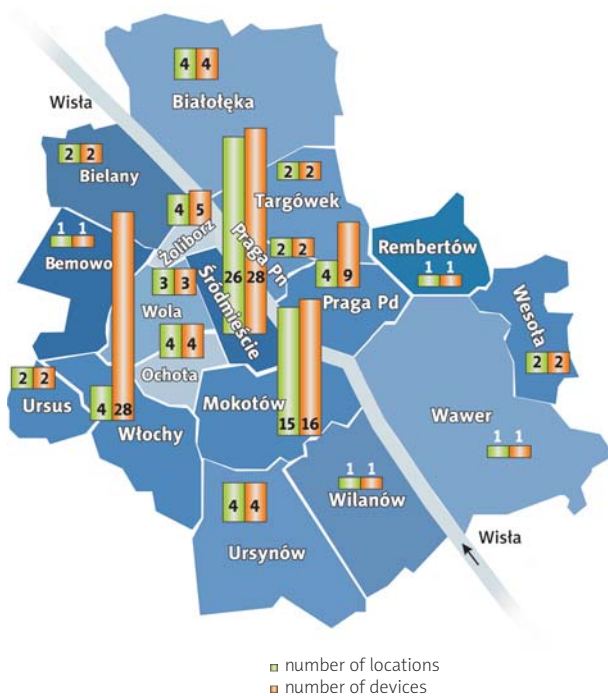 4 4
Białołęka
Wisła
2 2
Bielany
2 2
Targówek
4 5
Żoliborz
26 28
Śródmieście
Praga Pn
2 2
1 1
Bemowo
3 3
Wola
4 9
Praga Pd
Rembertów
1 1
Wesoła
2 2
4 4
Ochota
2 2
Ursus
4 28
Włochy
Mokotów
15 16
Wawer
1 1
1 1
Wilanów
4 4
Ursynów
Wisła
number of locations
number of devices